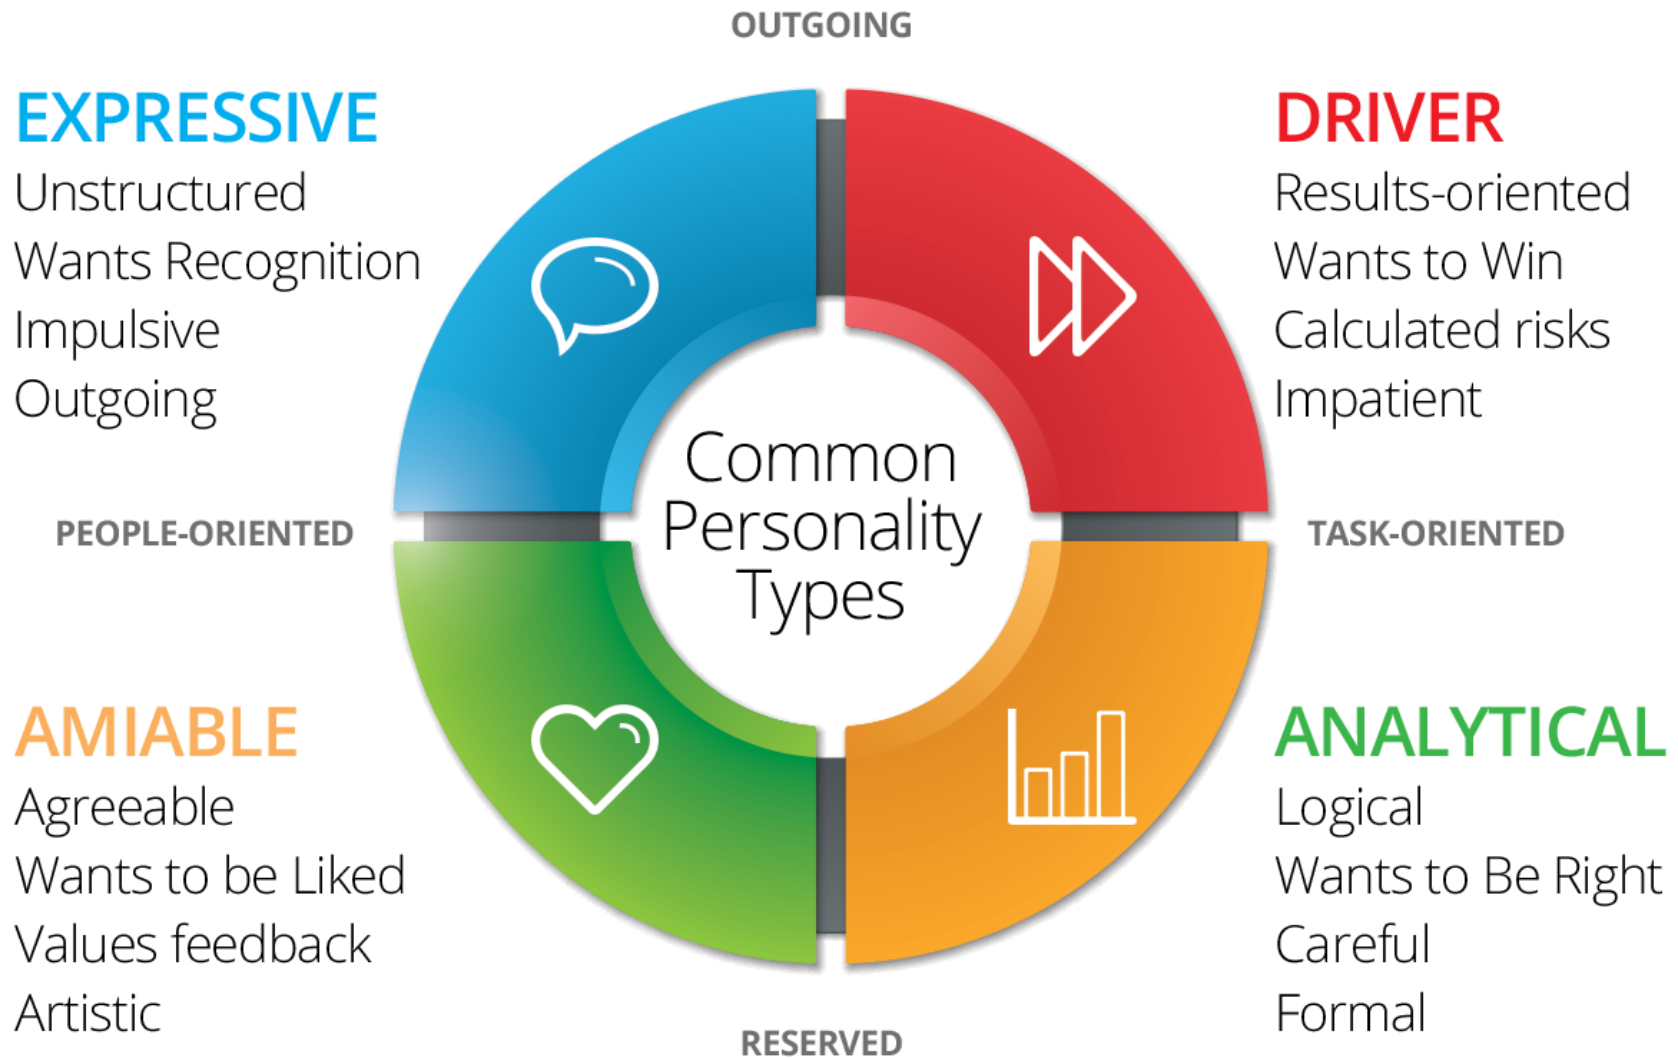 OUTGOING
EXPRESSIVE
Unstructured
Wants Recognition
Impulsive
Outgoing
DRIVER
Results-oriented
Wants to Win
Calculated risks
Impatient
Common
Personality
Types
PEOPLE-ORIENTED
TASK-ORIENTED
AMIABLE
Agreeable
Wants to be Liked
Values feedback
Artistic
ANALYTICAL
Logical
Wants to Be Right
Careful
Formal
RESERVED